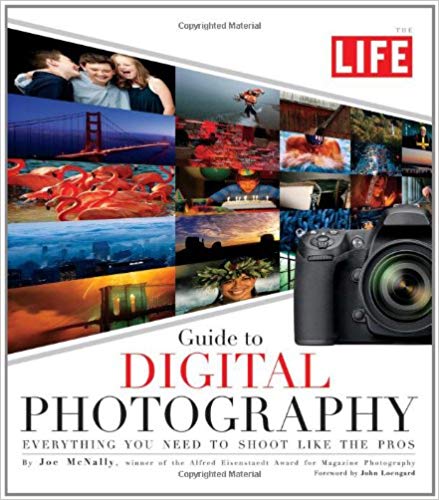 Copyrighted Material
THE
LIFE
Guide to
DIGITAL
PHOTOGRAPHY
EVERYTHING YOU NEED TO SHOOT LIKE THE PROS
By Joe McNally, winner of the Alfred Eisenstaedt Award for Magazine Photography
Foreword by John Loengard
Copyrighted Material